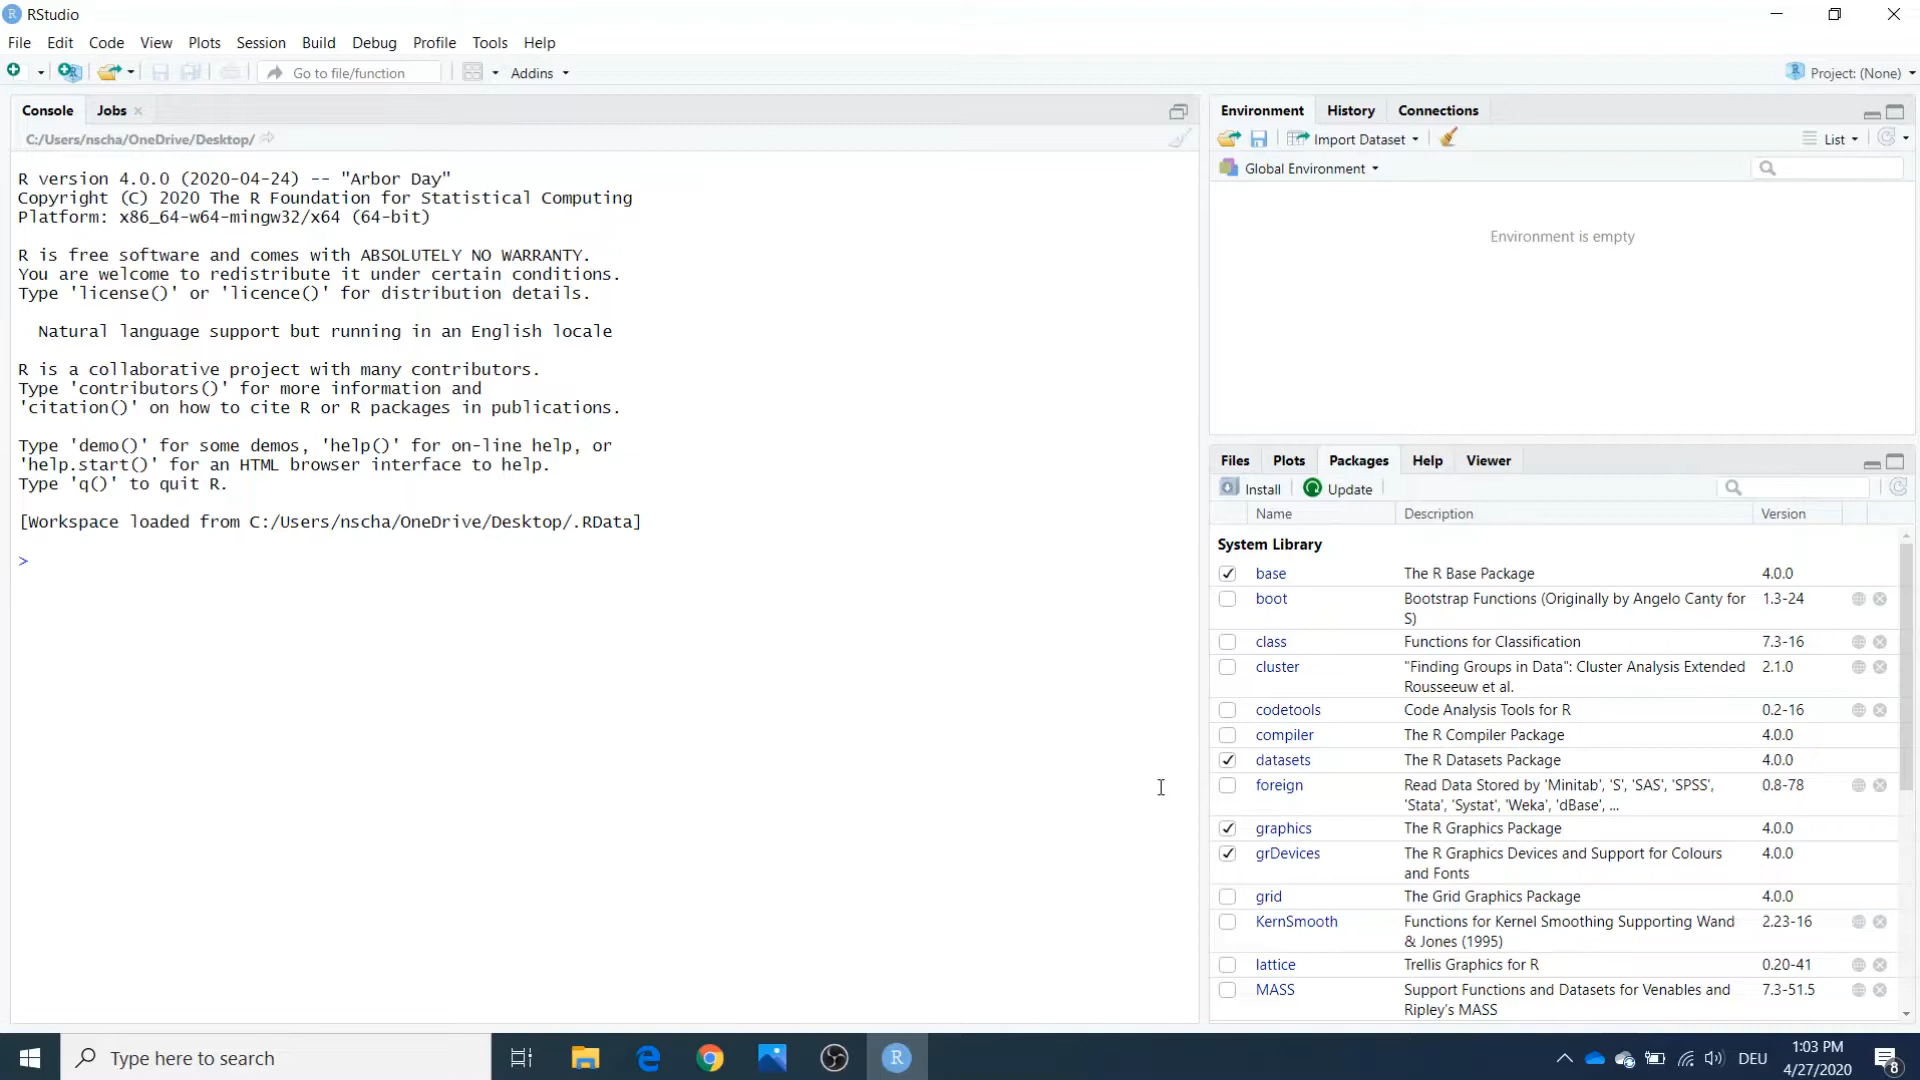 RStudio
File Edit Code View Plots Session Build Debug Profile Tools Help
Go to file/function Addins Project: (None)
Console Jobs
C:/Users/nscha/OneDrive/Desktop/
R version 4.0.0 (2020-04-24) -- "Arbor Day"
Copyright (C) 2020 The R Foundation for Statistical Computing
Platform: x86_64-w64-mingw32/x64 (64-bit)
R is free software and comes with ABSOLUTELY NO WARRANTY.
You are welcome to redistribute it under certain conditions.
Type 'license()' or 'licence()' for distribution details.
Natural language support but running in an English locale
R is a collaborative project with many contributors.
Type 'contributors()' for more information and
'citation()' on how to cite R or R packages in publications.
Type 'demo()' for some demos, 'help()' for on-line help, or
'help.start()' for an HTML browser interface to help.
Type 'q()' to quit R.
[Workspace loaded from C:/Users/nscha/OneDrive/Desktop/.RData]
>
Environment History Connections
Import Dataset List
Global Environment
Environment is empty
Files Plots Packages Help Viewer
Install Update
Name Description Version
System Library
base The R Base Package 4.0.0
boot Bootstrap Functions (Originally by Angelo Canty for 1.3-24
S)
class Functions for Classification 7.3-16
cluster "Finding Groups in Data": Cluster Analysis Extended 2.1.0
Rousseeuw et al.
codetools Code Analysis Tools for R 0.2-16
compiler The R Compiler Package 4.0.0
datasets The R Datasets Package 4.0.0
foreign Read Data Stored by 'Minitab', 'S', 'SAS', 'SPSS', 0.8-78
'Stata', 'Systat', 'Weka', 'dBase', ...
graphics The R Graphics Package 4.0.0
grDevices The R Graphics Devices and Support for Colours 4.0.0
and Fonts
grid The Grid Graphics Package 4.0.0
KernSmooth Functions for Kernel Smoothing Supporting Wand 2.23-16
& Jones (1995)
lattice Trellis Graphics for R 0.20-41
MASS Support Functions and Datasets for Venables and 7.3-51.5
Ripley's MASS
Type here to search R DEU 1:03 PM
4/27/2020 8